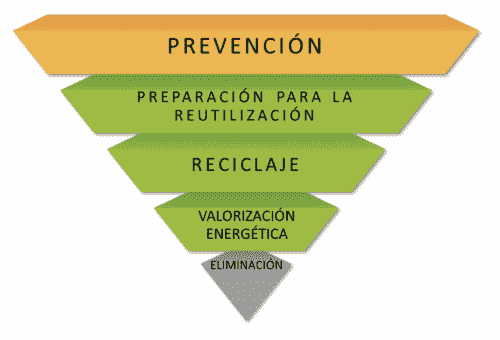 PREVENCIÓN
PREPARACIÓN PARA LA
REUTILIZACIÓN
RECICLAJE
VALORIZACIÓN
ENERGÉTICA
ELIMINACIÓN